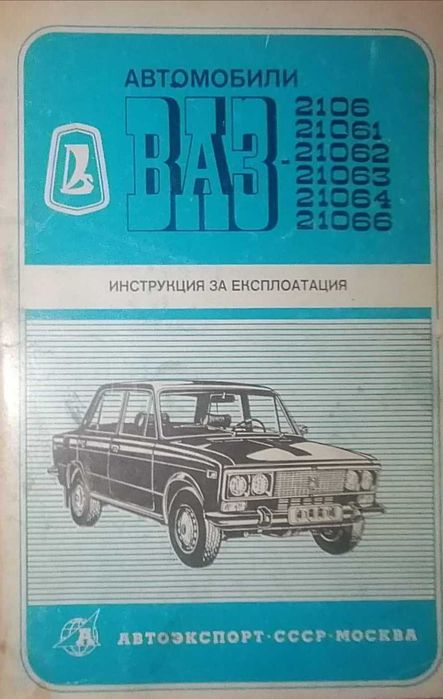 АВТОМОБИЛИ
ВАЗ-
2106
21061
21062
21063
21064
21066
ИНСТРУКЦИЯ ЗА ЕКСПЛОАТАЦИЯ
А
АВТОЭКСПОРТ·СССР·МОСКВА